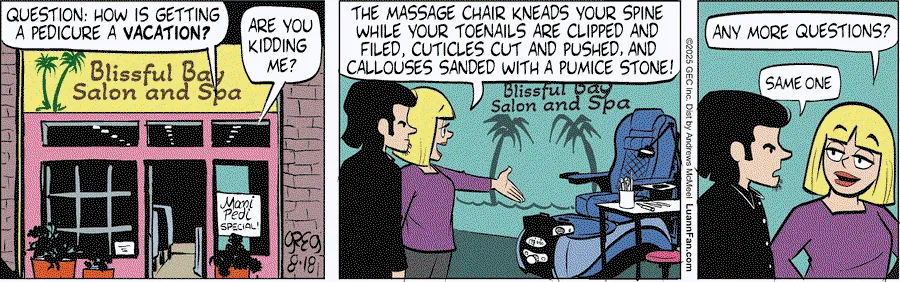 QUESTION: HOW IS GETTING
A PEDICURE A VACATION?
ARE YOU
KIDDING
ME?
Blissful Bay
Salon and Spa
Mani
Pedi
SPECIAL!
GREG
8-18
THE MASSAGE CHAIR KNEADS YOUR SPINE
WHILE YOUR TOENAILS ARE CLIPPED AND
FILED, CUTICLES CUT AND PUSHED, AND
CALLOUSES SANDED WITH A PUMICE STONE!
Blissful Bay
Salon and Spa
©2025 GEC Inc. Dist by Andrews McMeel LuannFan.com
ANY MORE QUESTIONS?
SAME ONE